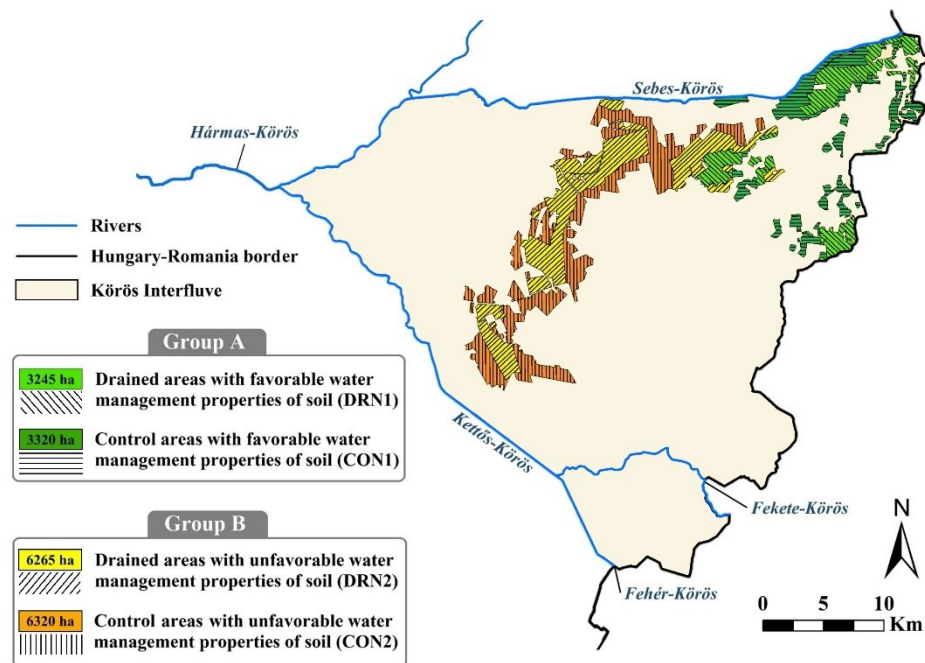 Sebes-Körös
Hármas-Körös
Rivers
Hungary-Romania border
Körös Interfluve
Group A
3245 ha
Drained areas with favorable water
management properties of soil (DRN1)
3320 ha
Control areas with favorable water
management properties of soil (CON1)
Group B
6265 ha
Drained areas with unfavorable water
management properties of soil (DRN2)
6320 ha
Control areas with unfavorable water
management properties of soil (CON2)
Kettős-Körös
Fekete-Körös
Fehér-Körös
N
0 5 10
Km